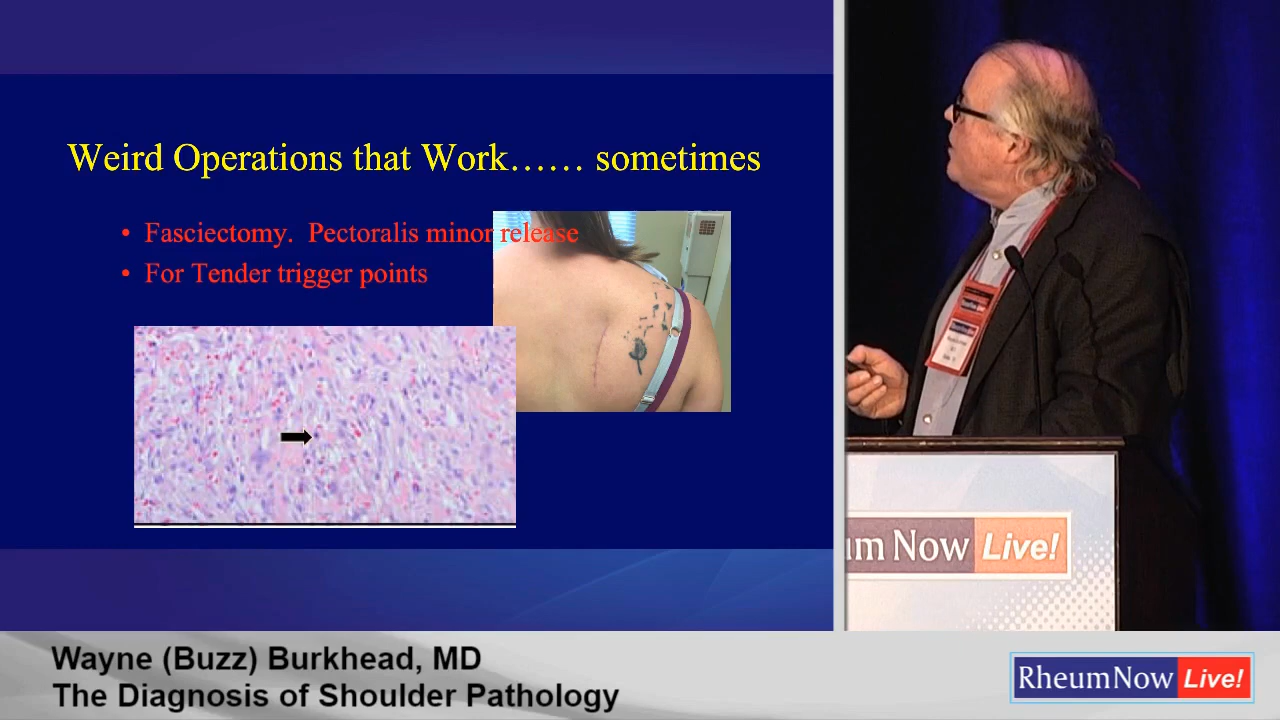 Weird Operations that Work…… sometimes
• Fasciectomy. Pectoralis minor release
• For Tender trigger points
um Now Live!
Wayne (Buzz) Burkhead, MD
The Diagnosis of Shoulder Pathology
RheumNow Live!